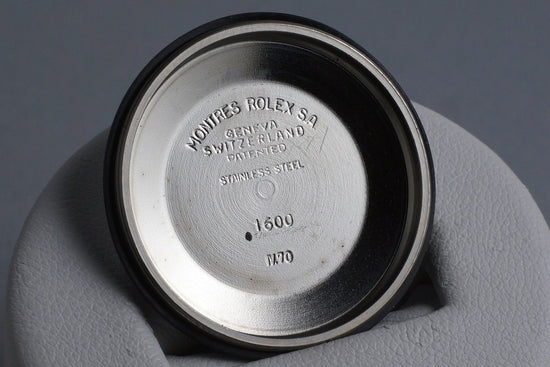 MONTRES ROLEX S.A.
GENEVA
SWITZERLAND
PATENTED
STAINLESS STEEL
1600
IV.70